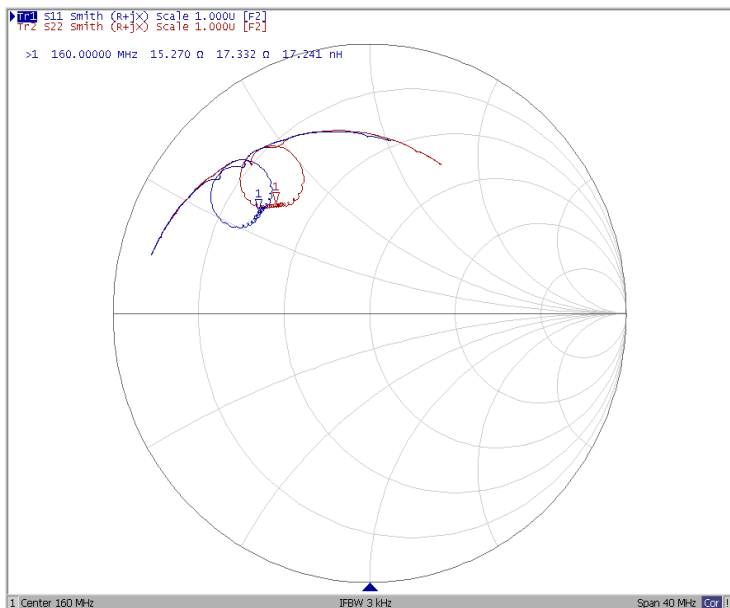 Tr1 S11 Smith (R+jX) Scale 1.000U [F2]
Tr2 S22 Smith (R+jX) Scale 1.000U [F2]
>1 160.00000 MHz 15.270 Ω 17.332 Ω 17.241 nH
1 1
1 Center 160 MHz IFBW 3 kHz Span 40 MHz Cor !